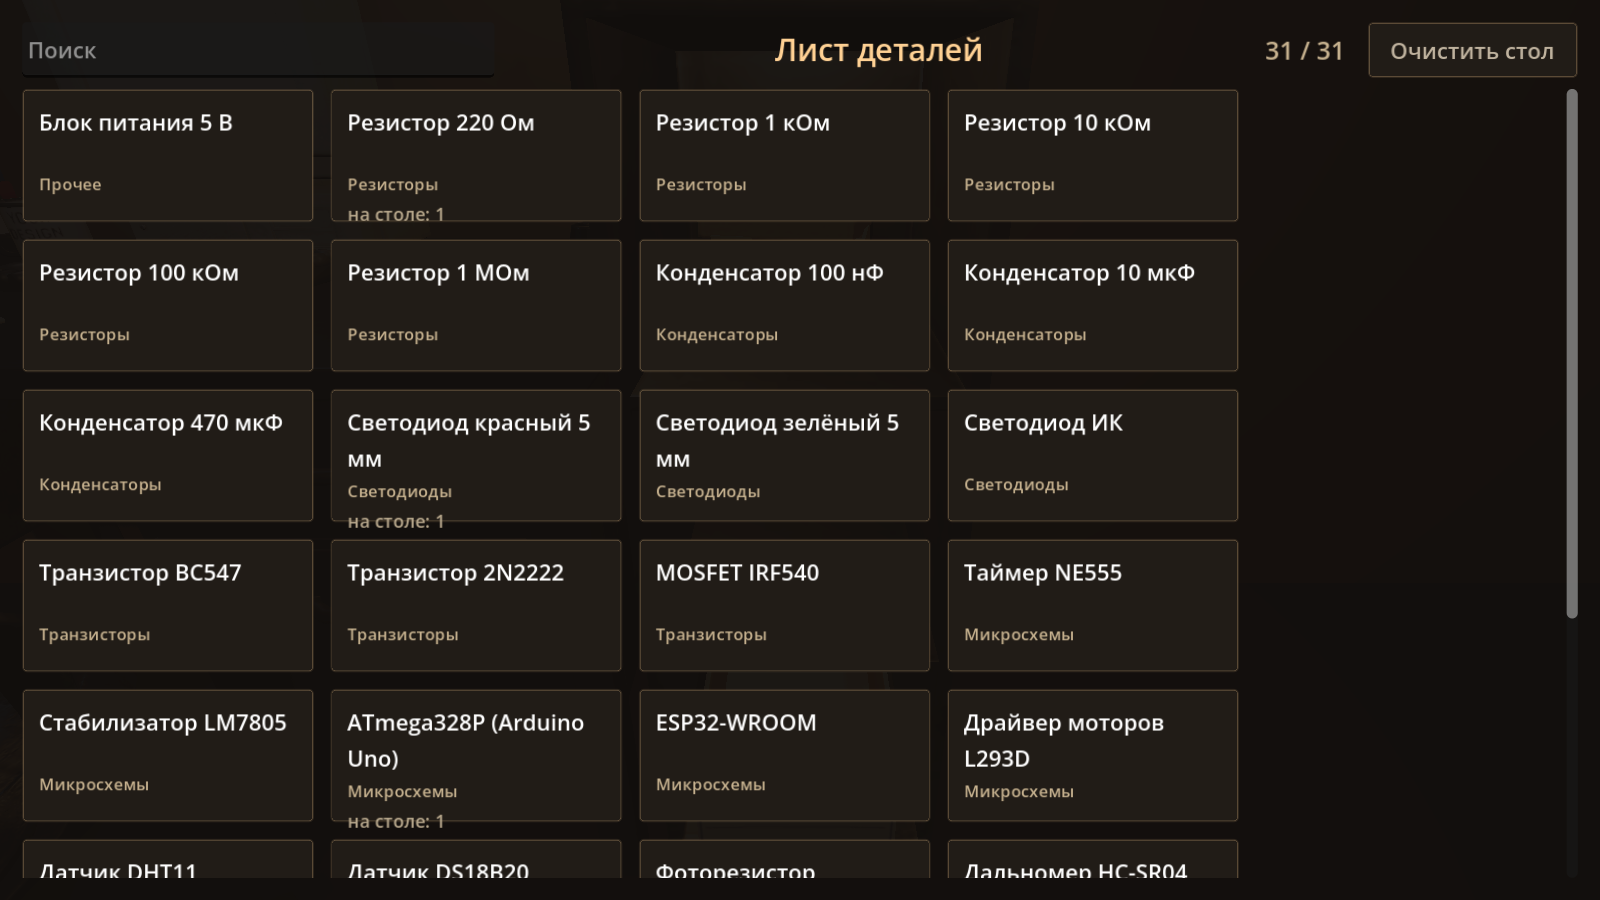 Поиск
Лист деталей
31 / 31
Очистить стол
Блок питания 5 В
Прочее
Резистор 220 Ом
Резисторы
на столе: 1
Резистор 1 кОм
Резисторы
Резистор 10 кОм
Резисторы
Резистор 100 кОм
Резисторы
Резистор 1 МОм
Резисторы
Конденсатор 100 нФ
Конденсаторы
Конденсатор 10 мкФ
Конденсаторы
Конденсатор 470 мкФ
Конденсаторы
Светодиод красный 5
мм
Светодиоды
на столе: 1
Светодиод зелёный 5
мм
Светодиоды
Светодиод ИК
Светодиоды
Транзистор BC547
Транзисторы
Транзистор 2N2222
Транзисторы
MOSFET IRF540
Транзисторы
Таймер NE555
Микросхемы
Стабилизатор LM7805
Микросхемы
ATmega328P (Arduino
Uno)
Микросхемы
на столе: 1
ESP32-WROOM
Микросхемы
Драйвер моторов
L293D
Микросхемы
Датчик DHT11
Датчик DS18B20
Фоторезистор
Дальномер HC-SR04